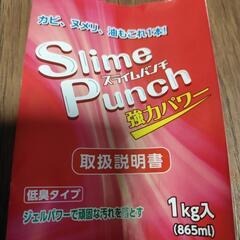 カビ、ヌメリ、油もこれ1本!
Slime
スライムパンチ
Punch
強力パワー
取扱説明書
低臭タイプ
ジェルパワーで頑固な汚れを落とす
1kg入
(865ml)